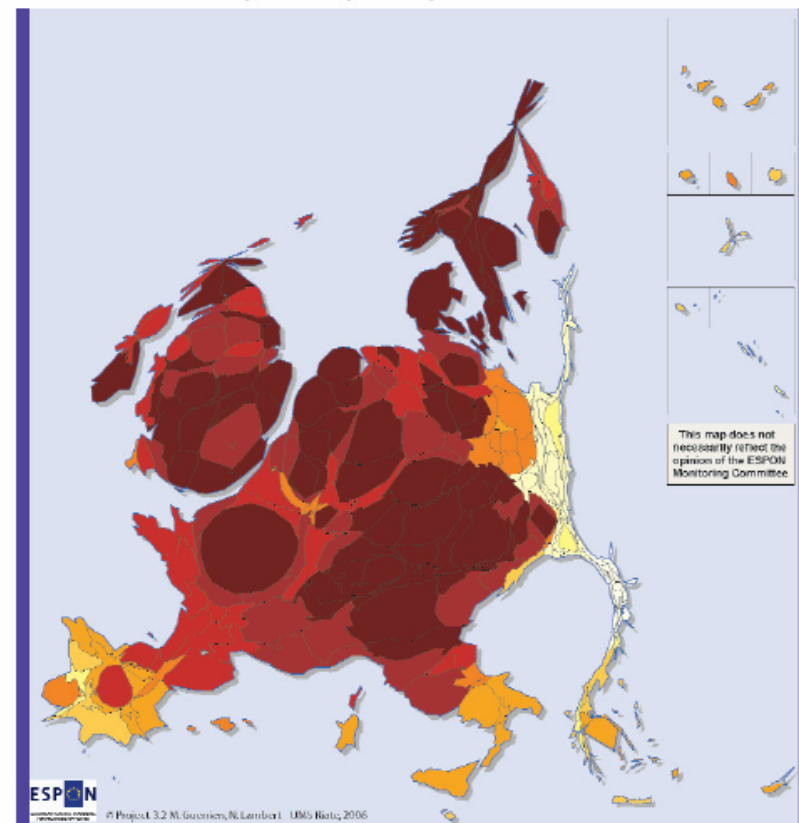 This map does not
necessarily reflect the
opinion of the ESPON
Monitoring Committee
ESPON
© Project 3.2 M. Guerrien, N. Lambert UMS Riate, 2006